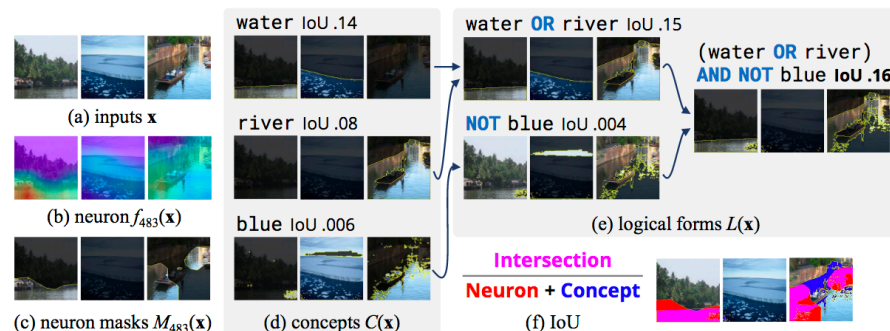 water IoU .14
water OR river IoU .15
(water OR river)
AND NOT blue IoU .16
(a) inputs x
river IoU .08
NOT blue IoU .004
(b) neuron f483(x)
(e) logical forms L(x)
blue IoU .006
Intersection
Neuron + Concept
(c) neuron masks M483(x)
(d) concepts C(x)
(f) IoU